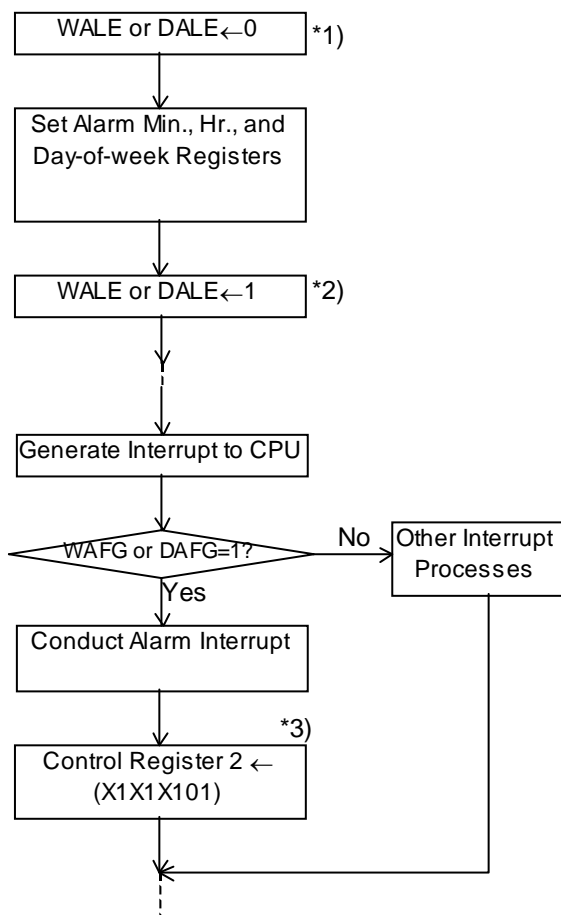 WALE or DALE←0
*1)
Set Alarm Min., Hr., and
Day-of-week Registers
WALE or DALE←1
*2)
Generate Interrupt to CPU
WAFG or DAFG=1?
No
Other Interrupt
Processes
Yes
Conduct Alarm Interrupt
*3)
Control Register 2 ←
(X1X1X101)